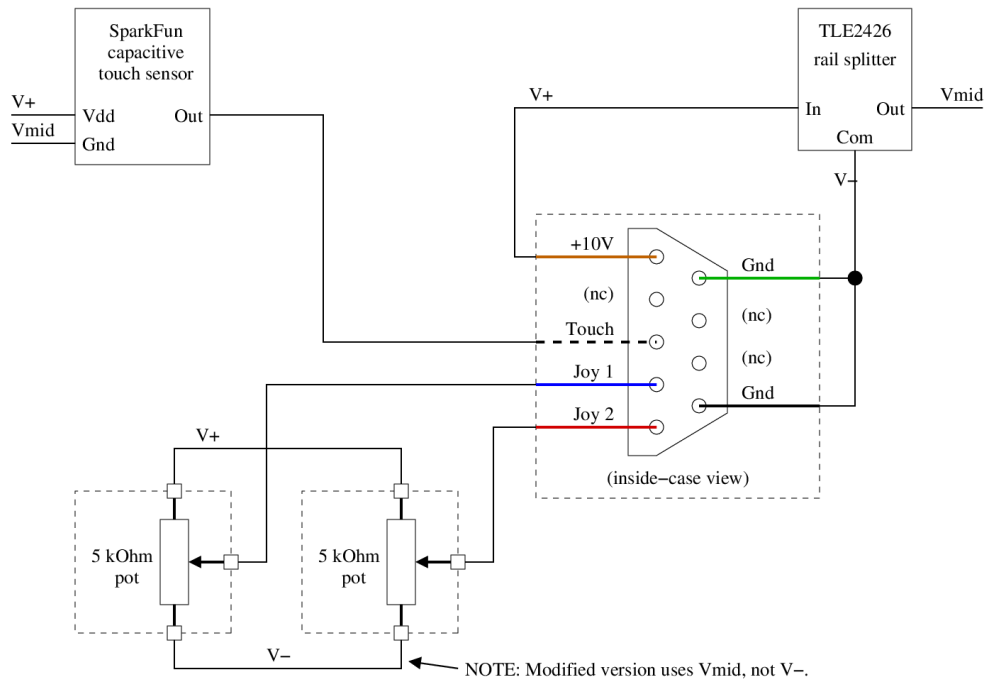 SparkFun
capacitive
touch sensor
V+
Vdd
Out
Vmid
Gnd
TLE2426
rail splitter
V+
In
Out
Vmid
Com
V−
+10V
Gnd
(nc)
(nc)
Touch
(nc)
Joy 1
Gnd
Joy 2
(inside−case view)
V+
5 kOhm
pot
5 kOhm
pot
V−
NOTE: Modified version uses Vmid, not V−.